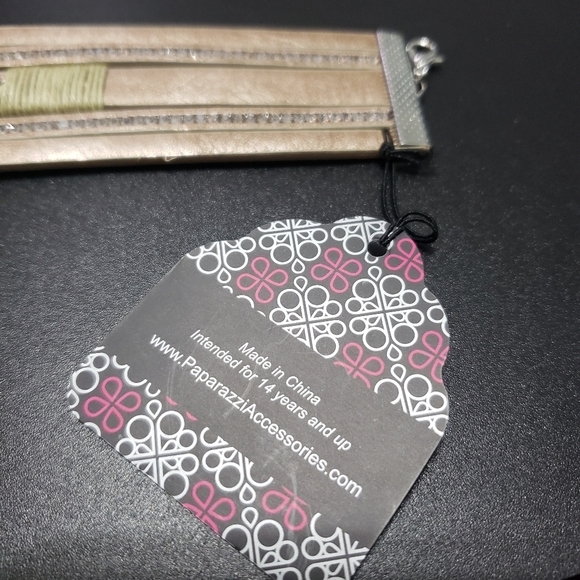 Made in China
Intended for 14 years and up
www.PaparazziAccessories.com